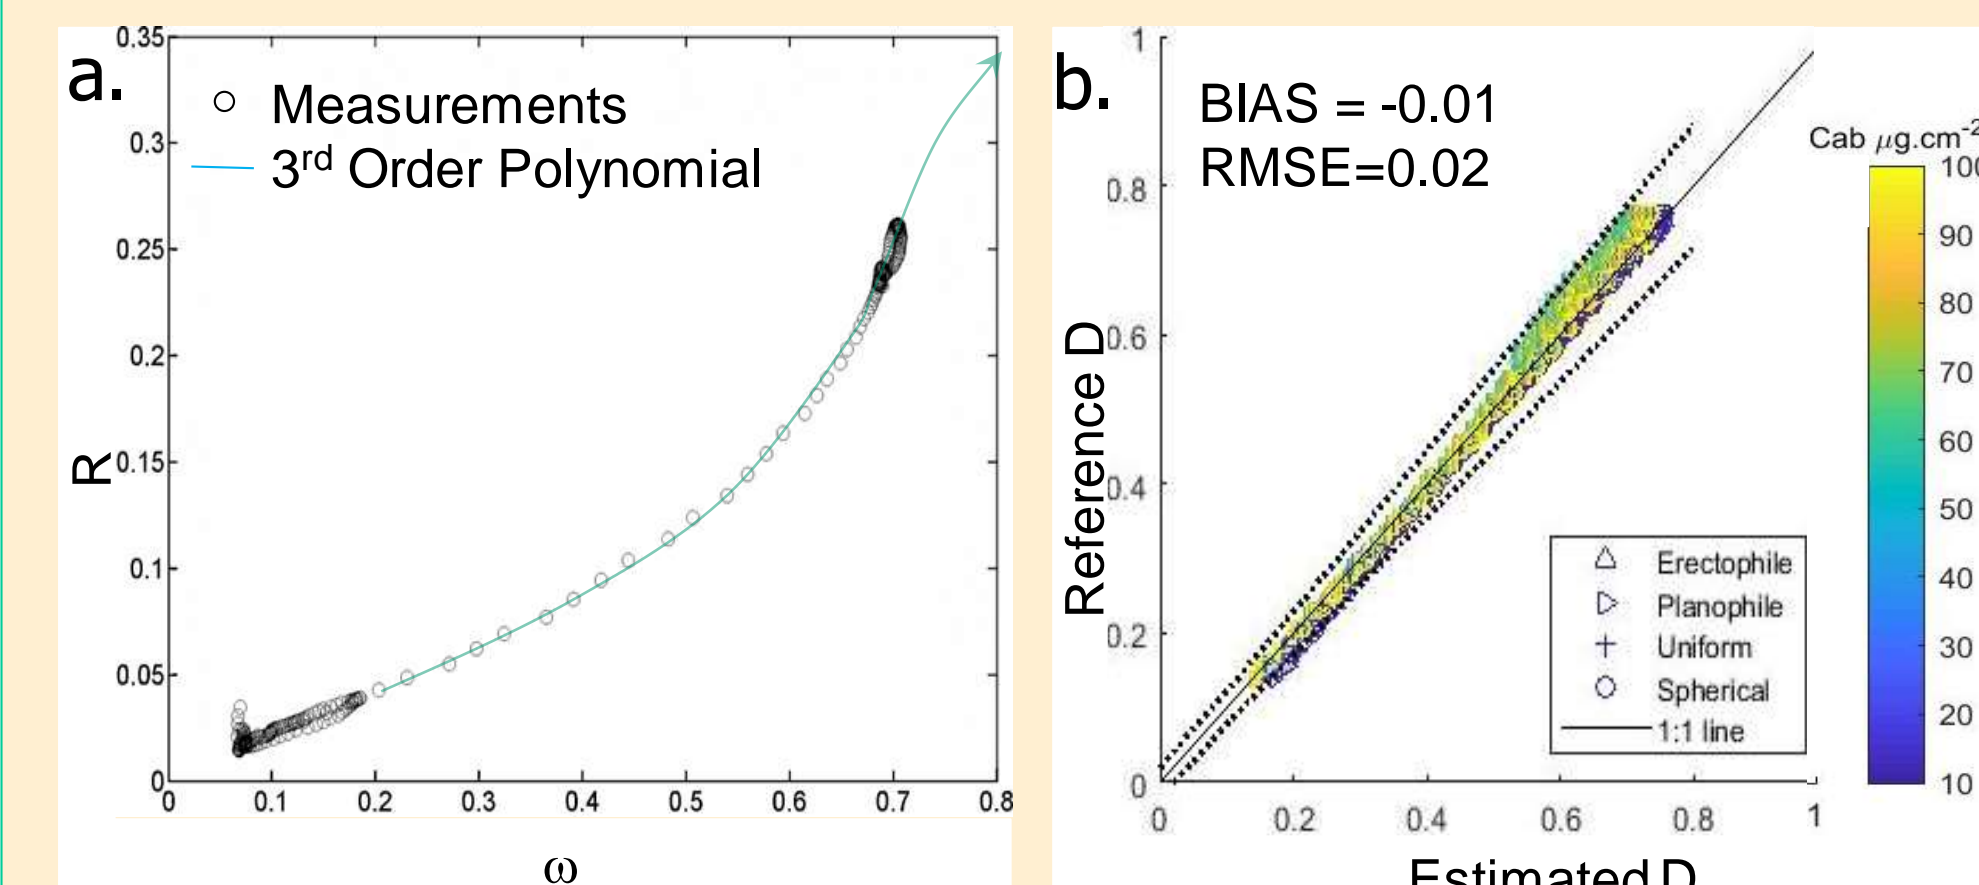 a.
Measurements
3rd Order Polynomial
R
0.35
0.3
0.25
0.2
0.15
0.1
0.05
0
0
0.1
0.2
0.3
0.4
0.5
0.6
0.7
0.8
ω
b.
BIAS = -0.01
RMSE=0.02
Reference D
1
0.8
0.6
0.4
0.2
0
0
0.2
0.4
0.6
0.8
1
Estimated D
Erectophile
Planophile
Uniform
Spherical
1:1 line
Cab μg.cm-2
100
90
80
70
60
50
40
30
20
10